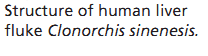 Structure of human liver
fluke Clonorchis sinenesis.